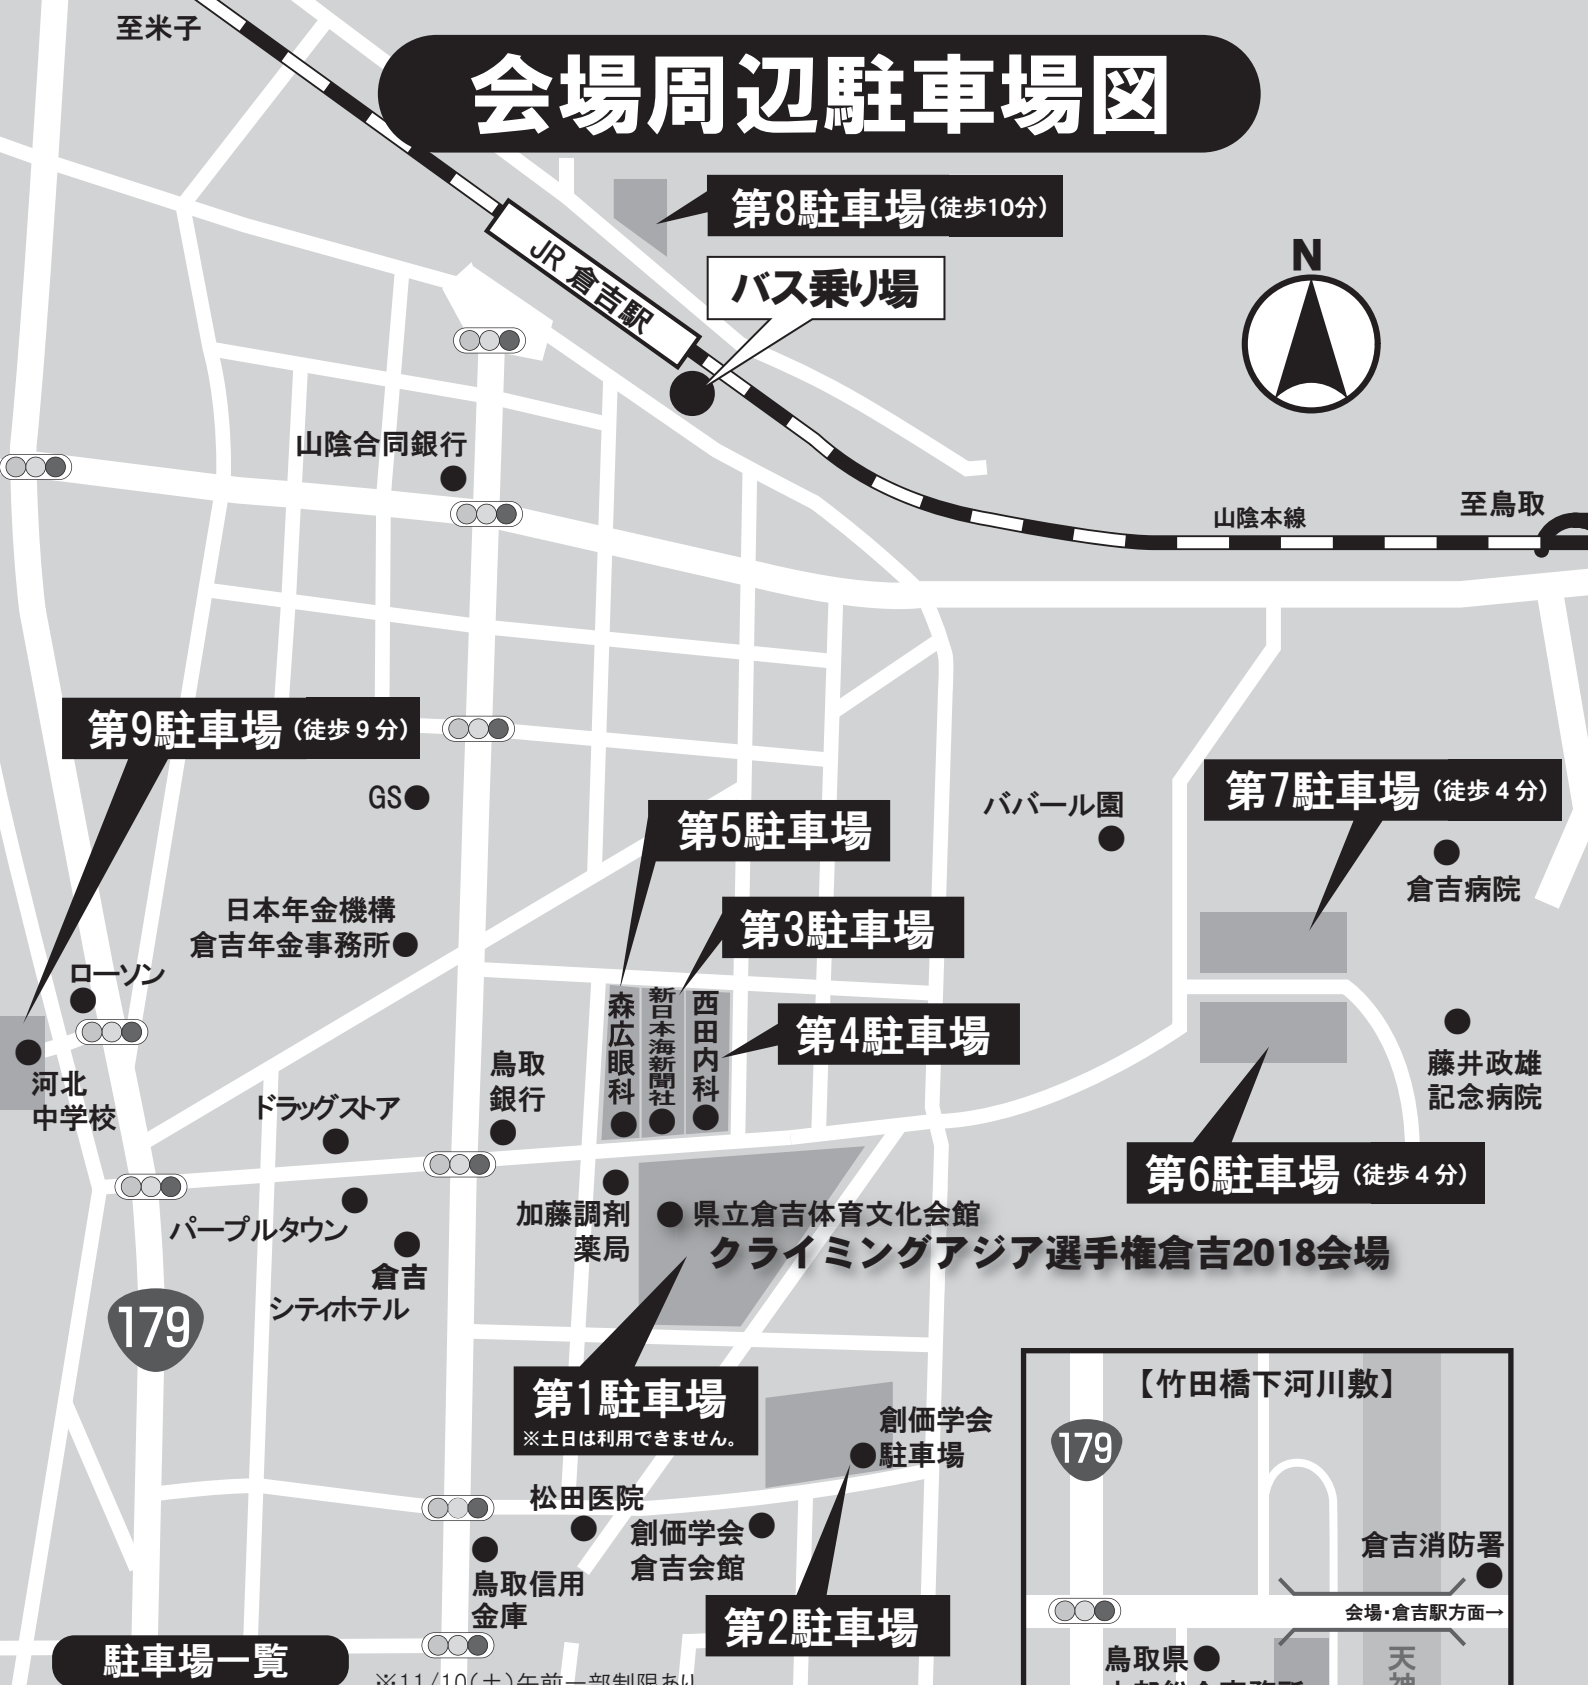 至米子
会場周辺駐車場図
第8駐車場(徒歩10分)
バス乗り場
N
JR 倉吉駅
山陰合同銀行
至鳥取
山陰本線
第9駐車場(徒歩9分)
GS
第7駐車場(徒歩4分)
ババール園
第5駐車場
倉吉病院
日本年金機構
倉吉年金事務所
第3駐車場
ローソン
森広眼科
新日本海新聞社
西田内科
第4駐車場
鳥取
銀行
藤井政雄
記念病院
河北
中学校
ドラッグストア
第6駐車場(徒歩4分)
加藤調剤
薬局
県立倉吉体育文化会館
クライミングアジア選手権倉吉2018会場
パープルタウン
倉吉
シティホテル
179
第1駐車場
※土日は利用できません。
創価学会
駐車場
【竹田橋下河川敷】
179
松田医院
創価学会
倉吉会館
倉吉消防署
鳥取信用
金庫
会場・倉吉駅方面→
第2駐車場
駐車場一覧
鳥取県
天神
※11/10(土)午前一部制限あり